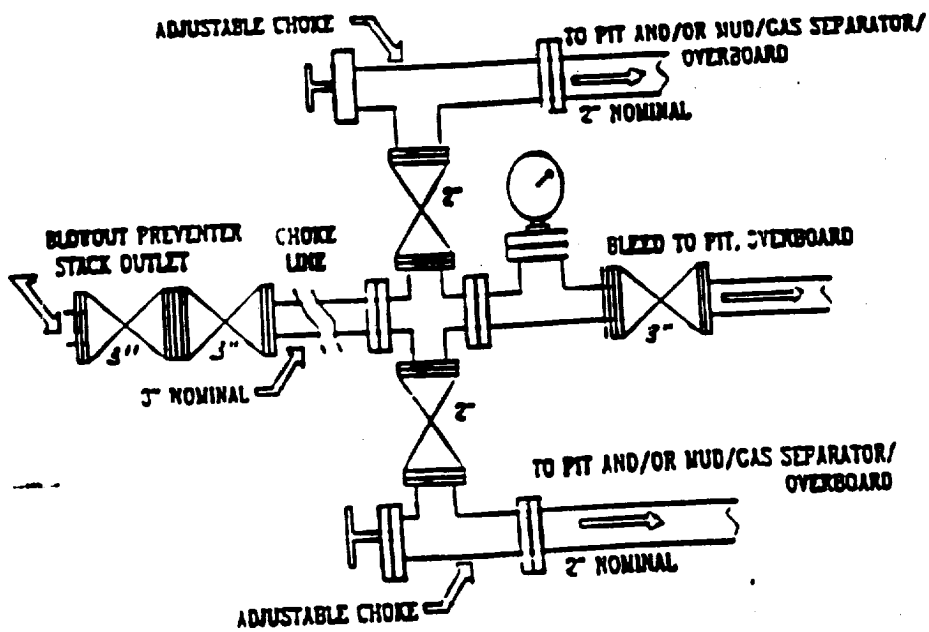 ADJUSTABLE CHOKE
TO PIT AND/OR MUD/GAS SEPARATOR/
OVERBOARD
2" NOMINAL
2"
BLOWOUT PREVENTER
STACK OUTLET
CHOKE
LINE
BLEED TO PIT, OVERBOARD
3"
3"
3"
3" NOMINAL
2"
TO PIT AND/OR MUD/GAS SEPARATOR/
OVERBOARD
2" NOMINAL
ADJUSTABLE CHOKE